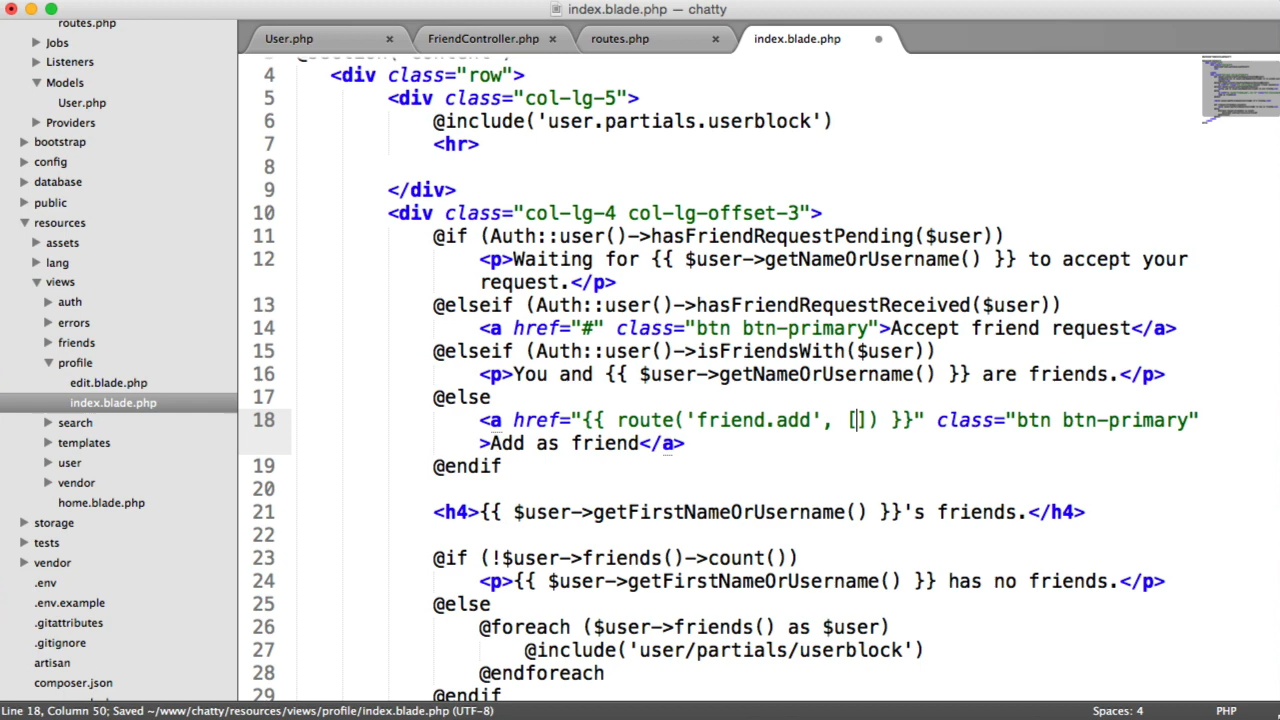 index.blade.php — chatty
routes.php
Jobs
Listeners
Models
User.php
Providers
bootstrap
config
database
public
resources
assets
lang
views
auth
errors
friends
profile
edit.blade.php
index.blade.php
search
templates
user
vendor
home.blade.php
storage
tests
vendor
.env
.env.example
.gitattributes
.gitignore
artisan
composer.json
User.php × FriendController.php × routes.php × index.blade.php
4 <div class="row">
5 <div class="col-lg-5">
6 @include('user.partials.userblock')
7 <hr>
8
9 </div>
10 <div class="col-lg-4 col-lg-offset-3">
11 @if (Auth::user()->hasFriendRequestPending($user))
12 <p>Waiting for {{ $user->getNameOrUsername() }} to accept your
request.</p>
13 @elseif (Auth::user()->hasFriendRequestReceived($user))
14 <a href="#" class="btn btn-primary">Accept friend request</a>
15 @elseif (Auth::user()->isFriendsWith($user))
16 <p>You and {{ $user->getNameOrUsername() }} are friends.</p>
17 @else
18 <a href="{{ route('friend.add', []) }}" class="btn btn-primary"
>Add as friend</a>
19 @endif
20
21 <h4>{{ $user->getFirstNameOrUsername() }}'s friends.</h4>
22
23 @if (!$user->friends()->count())
24 <p>{{ $user->getFirstNameOrUsername() }} has no friends.</p>
25 @else
26 @foreach ($user->friends() as $user)
27 @include('user/partials/userblock')
28 @endforeach
29 @endif
Line 18, Column 50; Saved ~/www/chatty/resources/views/profile/index.blade.php (UTF-8)
Spaces: 4
PHP